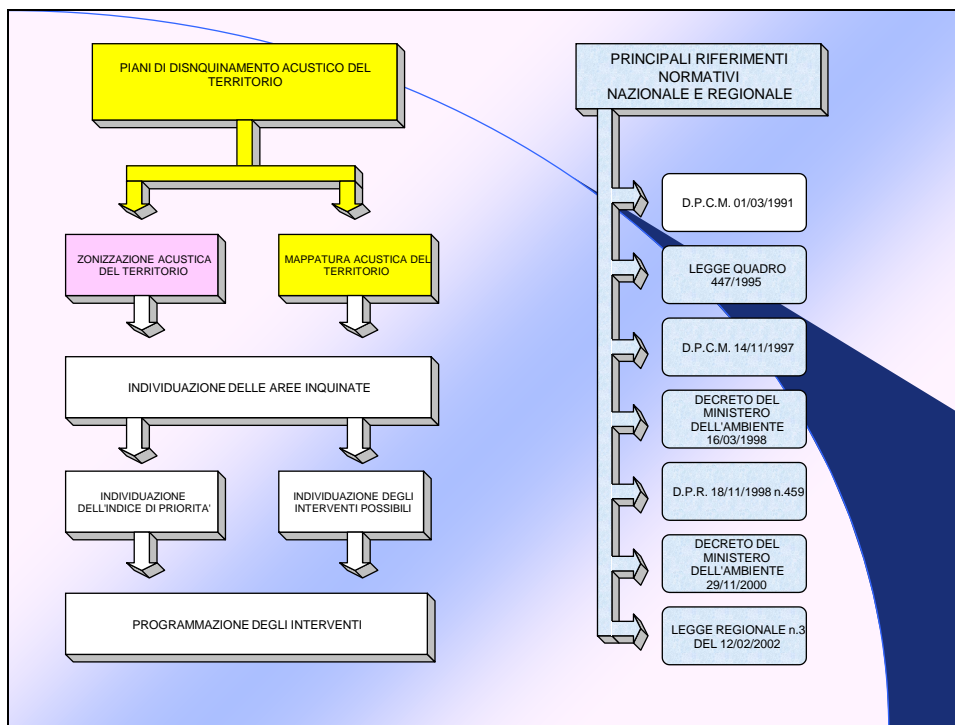 PIANI DI DISNQUINAMENTO ACUSTICO DEL
TERRITORIO
ZONIZZAZIONE ACUSTICA
DEL TERRITORIO
MAPPATURA ACUSTICA DEL
TERRITORIO
INDIVIDUAZIONE DELLE AREE INQUINATE
INDIVIDUAZIONE
DELL'INDICE DI PRIORITA'
INDIVIDUAZIONE DEGLI
INTERVENTI POSSIBILI
PROGRAMMAZIONE DEGLI INTERVENTI
PRINCIPALI RIFERIMENTI
NORMATIVI
NAZIONALE E REGIONALE
D.P.C.M. 01/03/1991
LEGGE QUADRO
447/1995
D.P.C.M. 14/11/1997
DECRETO DEL
MINISTERO
DELL'AMBIENTE
16/03/1998
D.P.R. 18/11/1998 n.459
DECRETO DEL
MINISTERO
DELL'AMBIENTE
29/11/2000
LEGGE REGIONALE n.3
DEL 12/02/2002